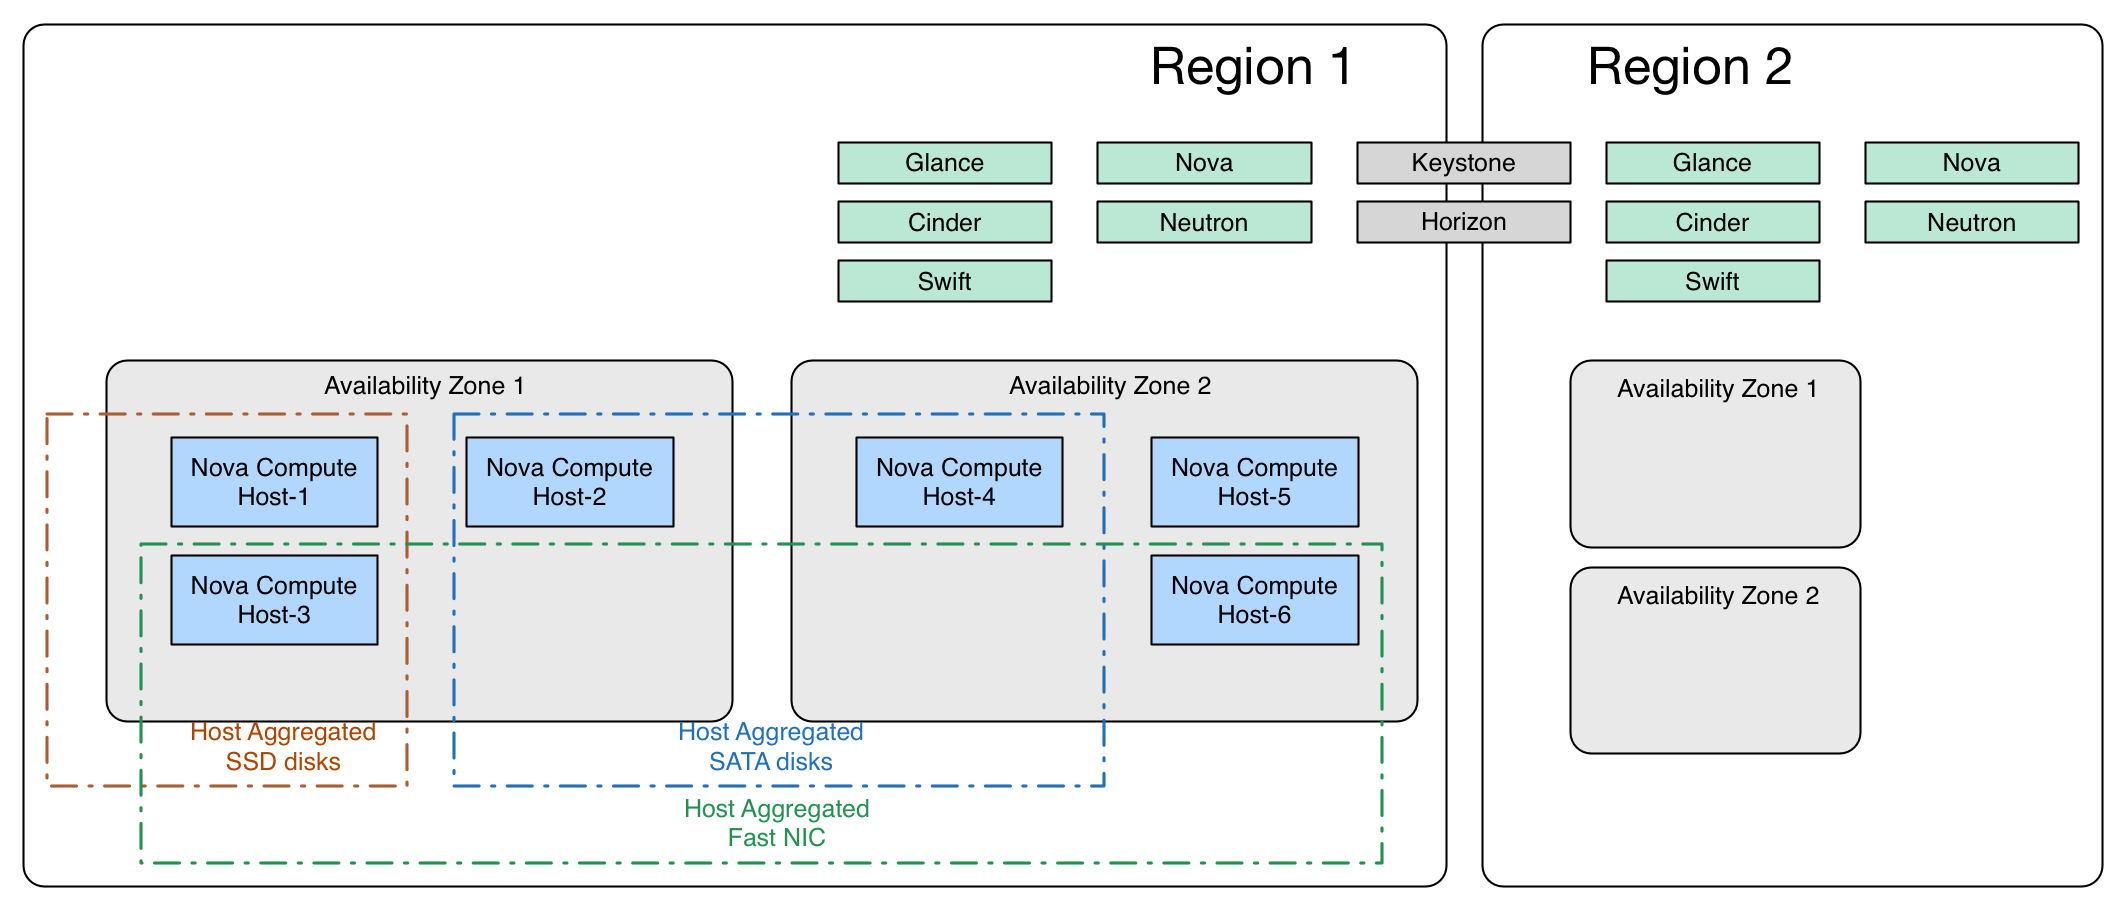 Region 1
Region 2
Glance
Nova
Keystone
Glance
Nova
Cinder
Neutron
Horizon
Cinder
Neutron
Swift
Swift
Availability Zone 1
Availability Zone 2
Availability Zone 1
Nova Compute
Host-1
Nova Compute
Host-2
Nova Compute
Host-4
Nova Compute
Host-5
Nova Compute
Host-3
Nova Compute
Host-6
Availability Zone 2
Host Aggregated
SSD disks
Host Aggregated
SATA disks
Host Aggregated
Fast NIC